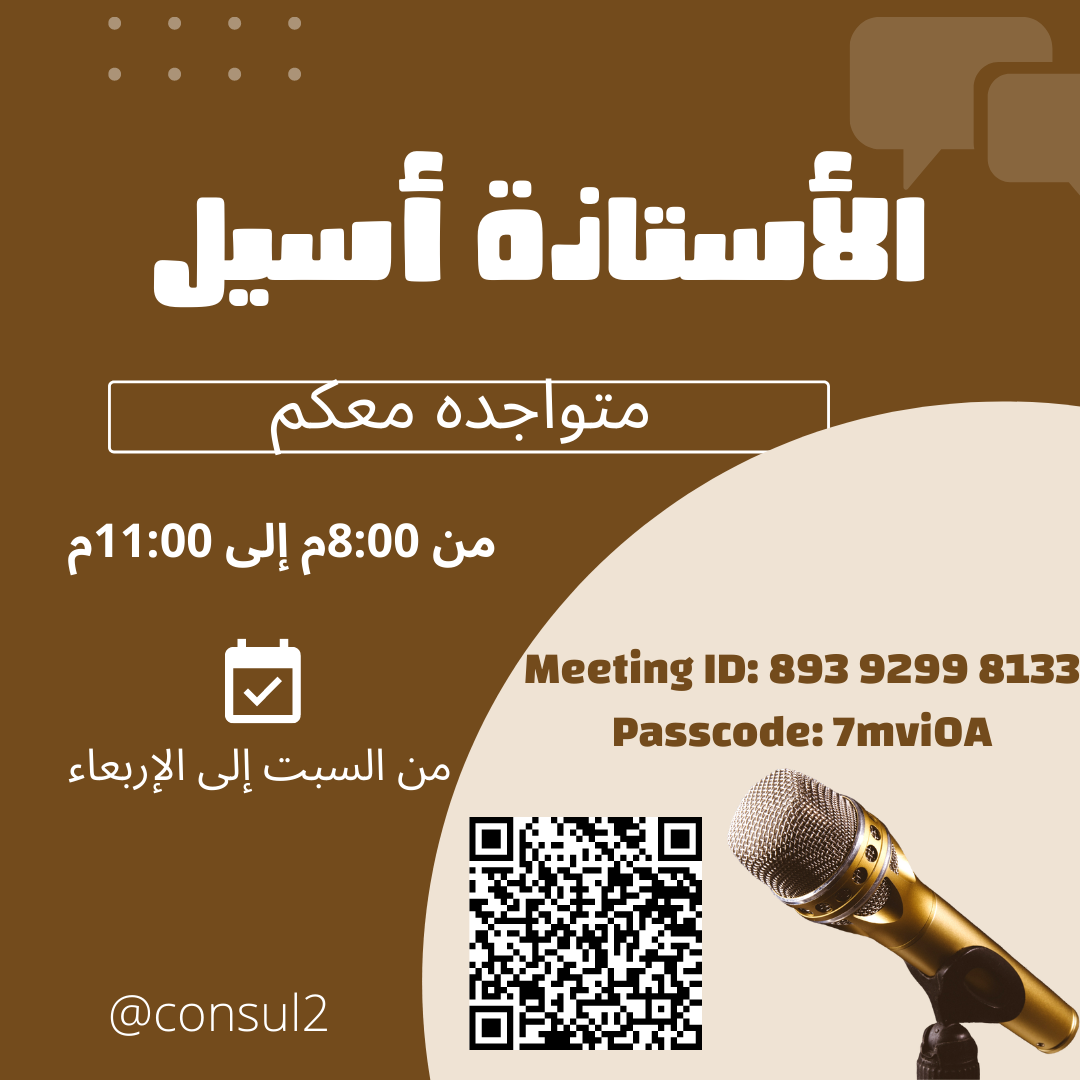 الأستاذة أسيل
متواجده معكم
من 8:00م إلى 11:00م
Meeting ID: 893 9299 8133
Passcode: 7mviOA
من السبت إلى الإربعاء
@consul2